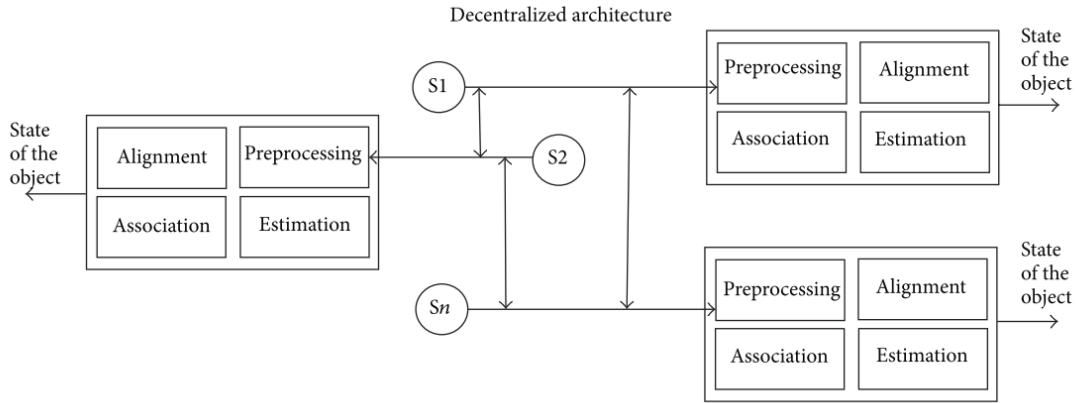 Decentralized architecture
State
of the
object
Alignment
Preprocessing
Association
Estimation
S1
S2
Sn
Preprocessing
Alignment
Association
Estimation
State
of the
object
Preprocessing
Alignment
Association
Estimation
State
of the
object